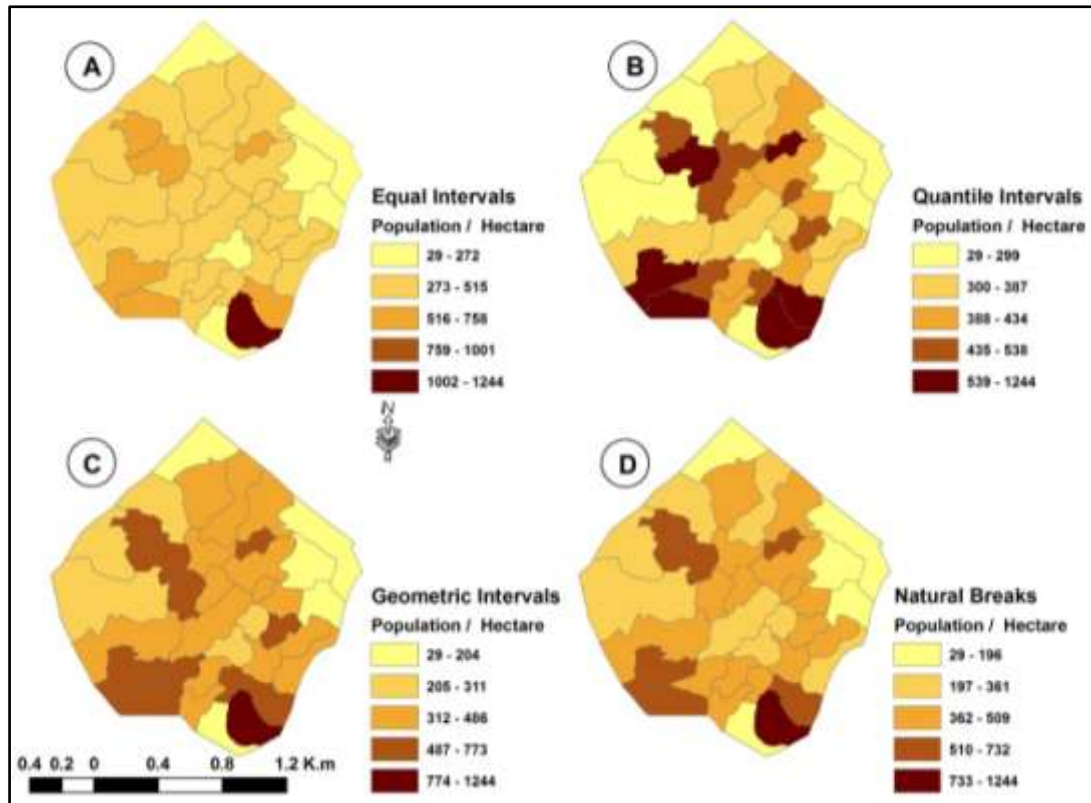 A
Equal Intervals
Population / Hectare
29 - 272
273 - 515
516 - 758
759 - 1001
1002 - 1244
B
Quantile Intervals
Population / Hectare
29 - 299
300 - 387
388 - 434
435 - 538
539 - 1244
N
C
Geometric Intervals
Population / Hectare
29 - 204
205 - 311
312 - 486
487 - 773
774 - 1244
D
Natural Breaks
Population / Hectare
29 - 196
197 - 361
362 - 509
510 - 732
733 - 1244
0.4 0.2 0 0.4 0.8 1.2 K.m